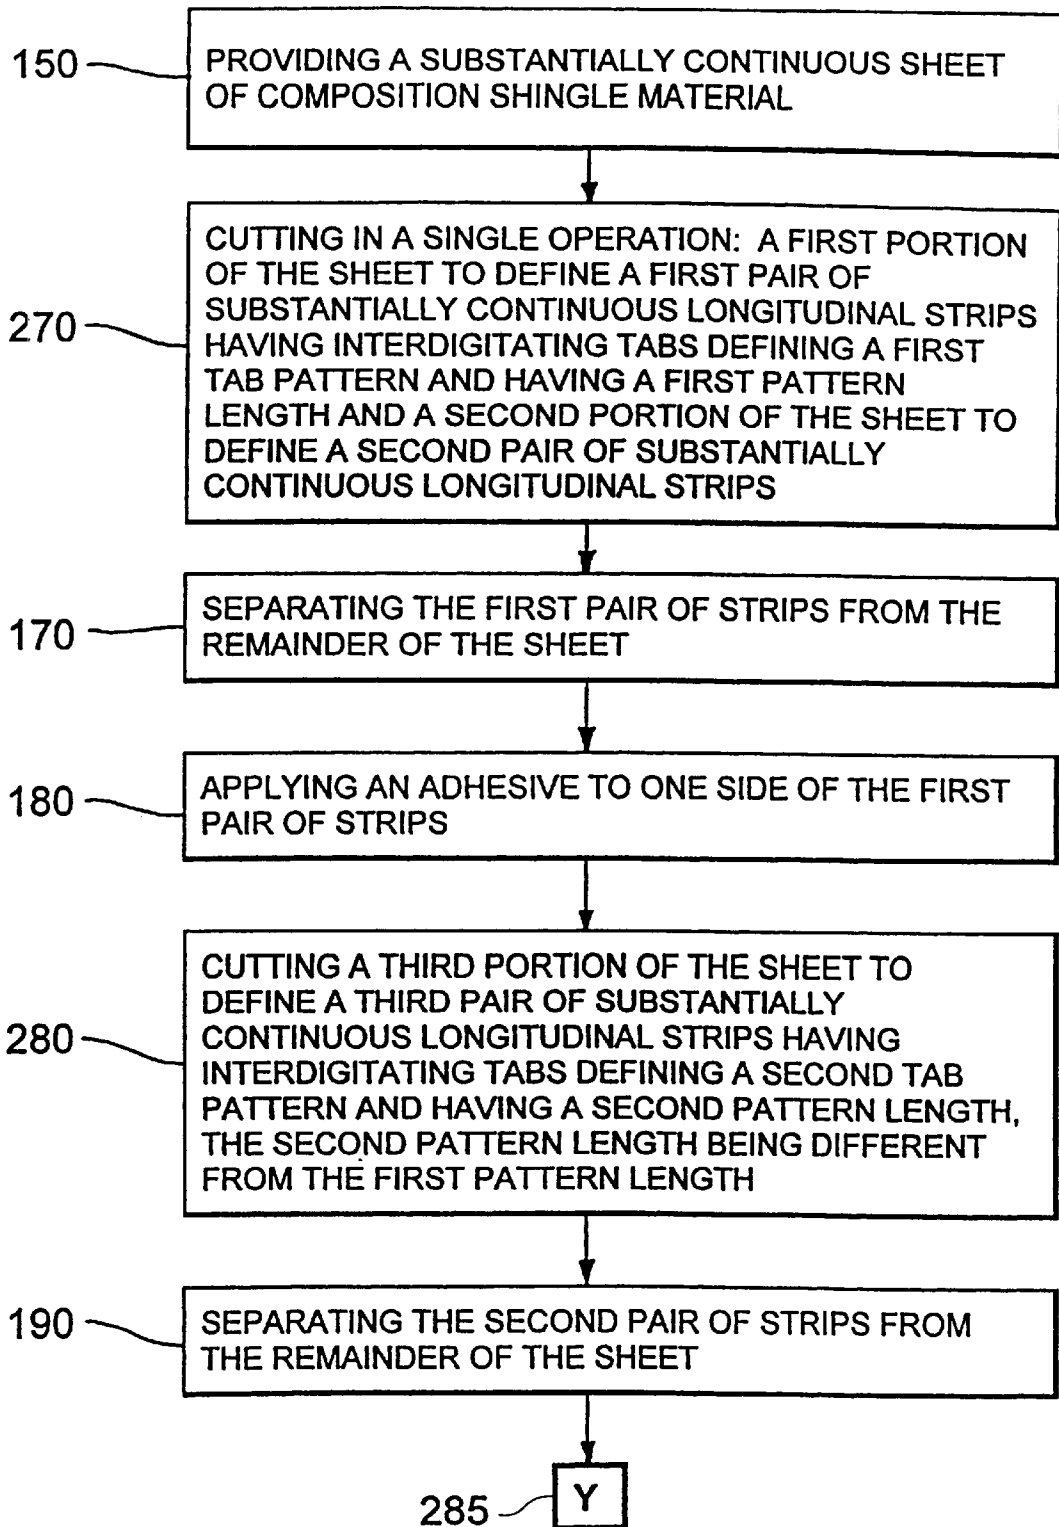 150
PROVIDING A SUBSTANTIALLY CONTINUOUS SHEET
OF COMPOSITION SHINGLE MATERIAL
270
CUTTING IN A SINGLE OPERATION: A FIRST PORTION
OF THE SHEET TO DEFINE A FIRST PAIR OF
SUBSTANTIALLY CONTINUOUS LONGITUDINAL STRIPS
HAVING INTERDIGITATING TABS DEFINING A FIRST
TAB PATTERN AND HAVING A FIRST PATTERN
LENGTH AND A SECOND PORTION OF THE SHEET TO
DEFINE A SECOND PAIR OF SUBSTANTIALLY
CONTINUOUS LONGITUDINAL STRIPS
170
SEPARATING THE FIRST PAIR OF STRIPS FROM THE
REMAINDER OF THE SHEET
180
APPLYING AN ADHESIVE TO ONE SIDE OF THE FIRST
PAIR OF STRIPS
280
CUTTING A THIRD PORTION OF THE SHEET TO
DEFINE A THIRD PAIR OF SUBSTANTIALLY
CONTINUOUS LONGITUDINAL STRIPS HAVING
INTERDIGITATING TABS DEFINING A SECOND TAB
PATTERN AND HAVING A SECOND PATTERN LENGTH,
THE SECOND PATTERN LENGTH BEING DIFFERENT
FROM THE FIRST PATTERN LENGTH
190
SEPARATING THE SECOND PAIR OF STRIPS FROM
THE REMAINDER OF THE SHEET
285
Y